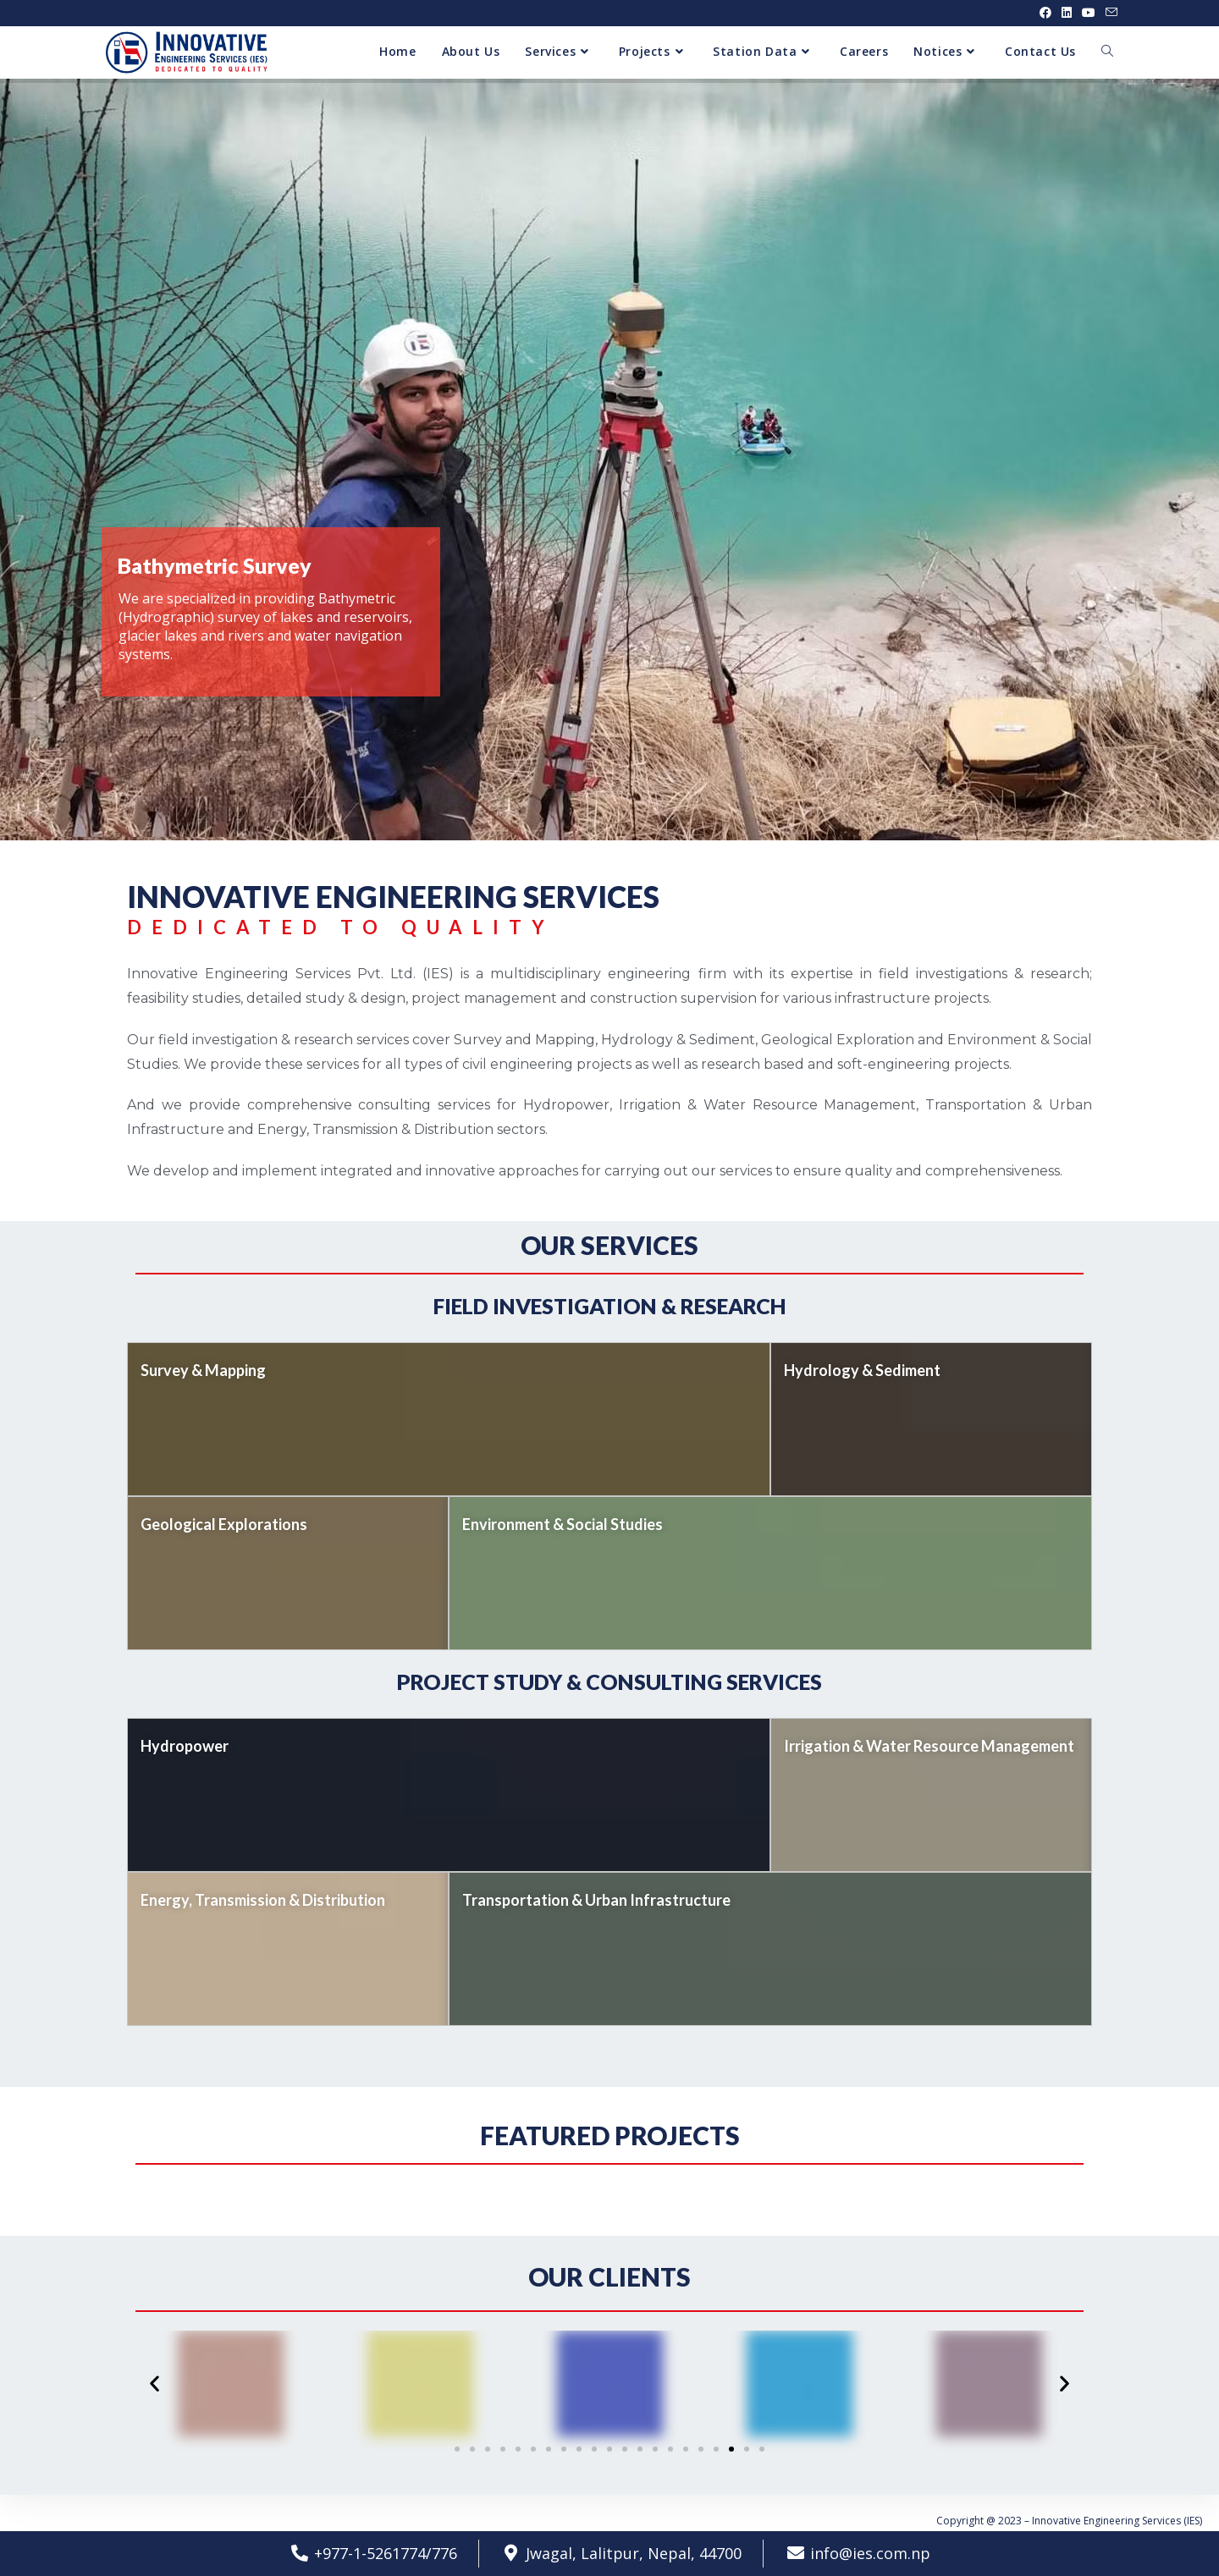 INNOVATIVE
ENGINEERING SERVICES (IES)
DEDICATED TO QUALITY
Home About Us Services Projects Station Data Careers Notices Contact Us
Bathymetric Survey
We are specialized in providing Bathymetric
(Hydrographic) survey of lakes and reservoirs,
glacier lakes and rivers and water navigation
systems.
INNOVATIVE ENGINEERING SERVICES
DEDICATED TO QUALITY
Innovative Engineering Services Pvt. Ltd. (IES) is a multidisciplinary engineering firm with its expertise in field investigations & research;
feasibility studies, detailed study & design, project management and construction supervision for various infrastructure projects.
Our field investigation & research services cover Survey and Mapping, Hydrology & Sediment, Geological Exploration and Environment & Social
Studies. We provide these services for all types of civil engineering projects as well as research based and soft-engineering projects.
And we provide comprehensive consulting services for Hydropower, Irrigation & Water Resource Management, Transportation & Urban
Infrastructure and Energy, Transmission & Distribution sectors.
We develop and implement integrated and innovative approaches for carrying out our services to ensure quality and comprehensiveness.
OUR SERVICES
FIELD INVESTIGATION & RESEARCH
Survey & Mapping
Hydrology & Sediment
Geological Explorations
Environment & Social Studies
PROJECT STUDY & CONSULTING SERVICES
Hydropower
Irrigation & Water Resource Management
Energy, Transmission & Distribution
Transportation & Urban Infrastructure
FEATURED PROJECTS
OUR CLIENTS
Copyright @ 2023 – Innovative Engineering Services (IES)
+977-1-5261774/776
Jwagal, Lalitpur, Nepal, 44700
info@ies.com.np